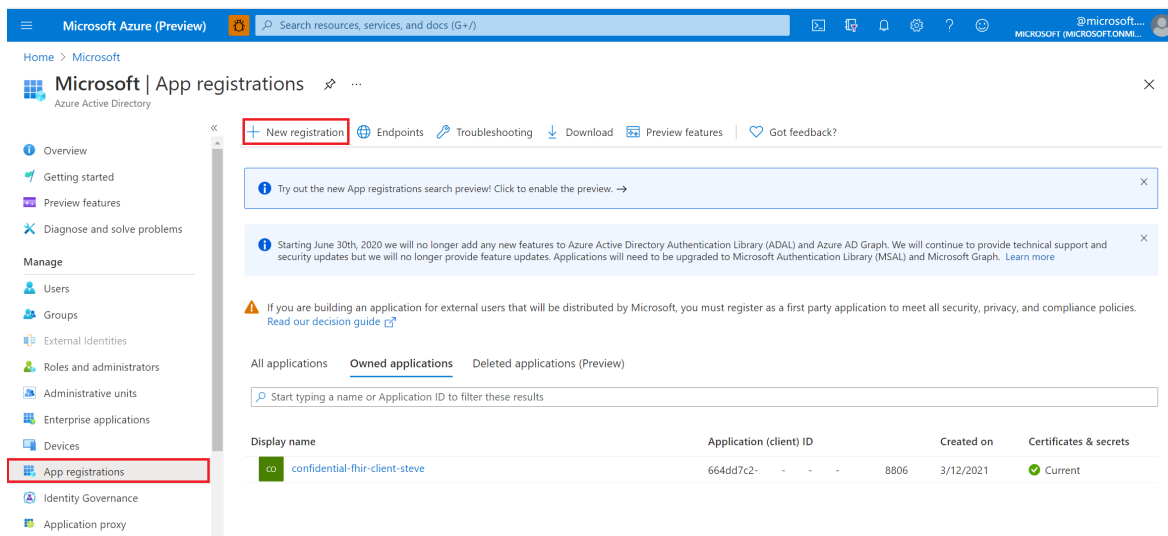 Microsoft Azure (Preview)
Search resources, services, and docs (G+/)
@microsoft....
MICROSOFT (MICROSOFT.ONMI...
Home > Microsoft
Microsoft | App registrations
Azure Active Directory
New registration
Endpoints
Troubleshooting
Download
Preview features
Got feedback?
Overview
Getting started
Preview features
Diagnose and solve problems
Manage
Users
Groups
External Identities
Roles and administrators
Administrative units
Enterprise applications
Devices
App registrations
Identity Governance
Application proxy
Try out the new App registrations search preview! Click to enable the preview. →
Starting June 30th, 2020 we will no longer add any new features to Azure Active Directory Authentication Library (ADAL) and Azure AD Graph. We will continue to provide technical support and
security updates but we will no longer provide feature updates. Applications will need to be upgraded to Microsoft Authentication Library (MSAL) and Microsoft Graph. Learn more
If you are building an application for external users that will be distributed by Microsoft, you must register as a first party application to meet all security, privacy, and compliance policies.
Read our decision guide
All applications
Owned applications
Deleted applications (Preview)
Start typing a name or Application ID to filter these results
Display name
Application (client) ID
Created on
Certificates & secrets
CO
confidential-fhir-client-steve
664dd7c2- - - - 8806
3/12/2021
Current